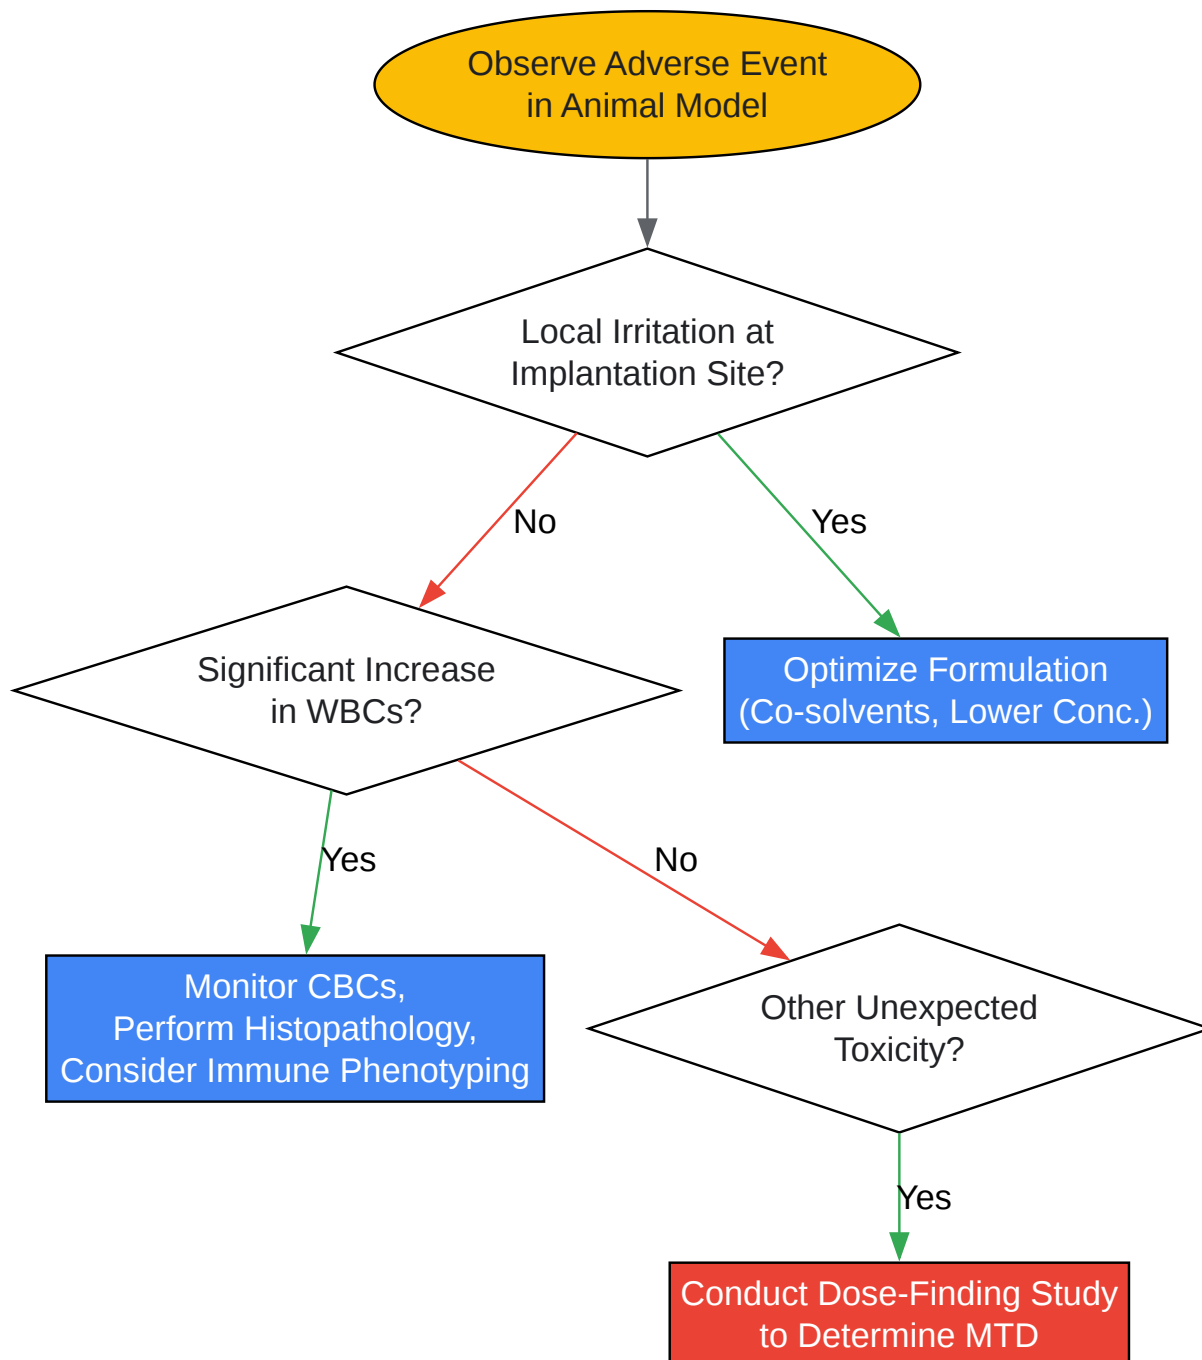 Observe Adverse Event
in Animal Model
Local Irritation at
Implantation Site?
No
Yes
Significant Increase
in WBCs?
Optimize Formulation
(Co-solvents, Lower Conc.)
Yes
No
Monitor CBCs,
Perform Histopathology,
Consider Immune Phenotyping
Other Unexpected
Toxicity?
Yes
Conduct Dose-Finding Study
to Determine MTD